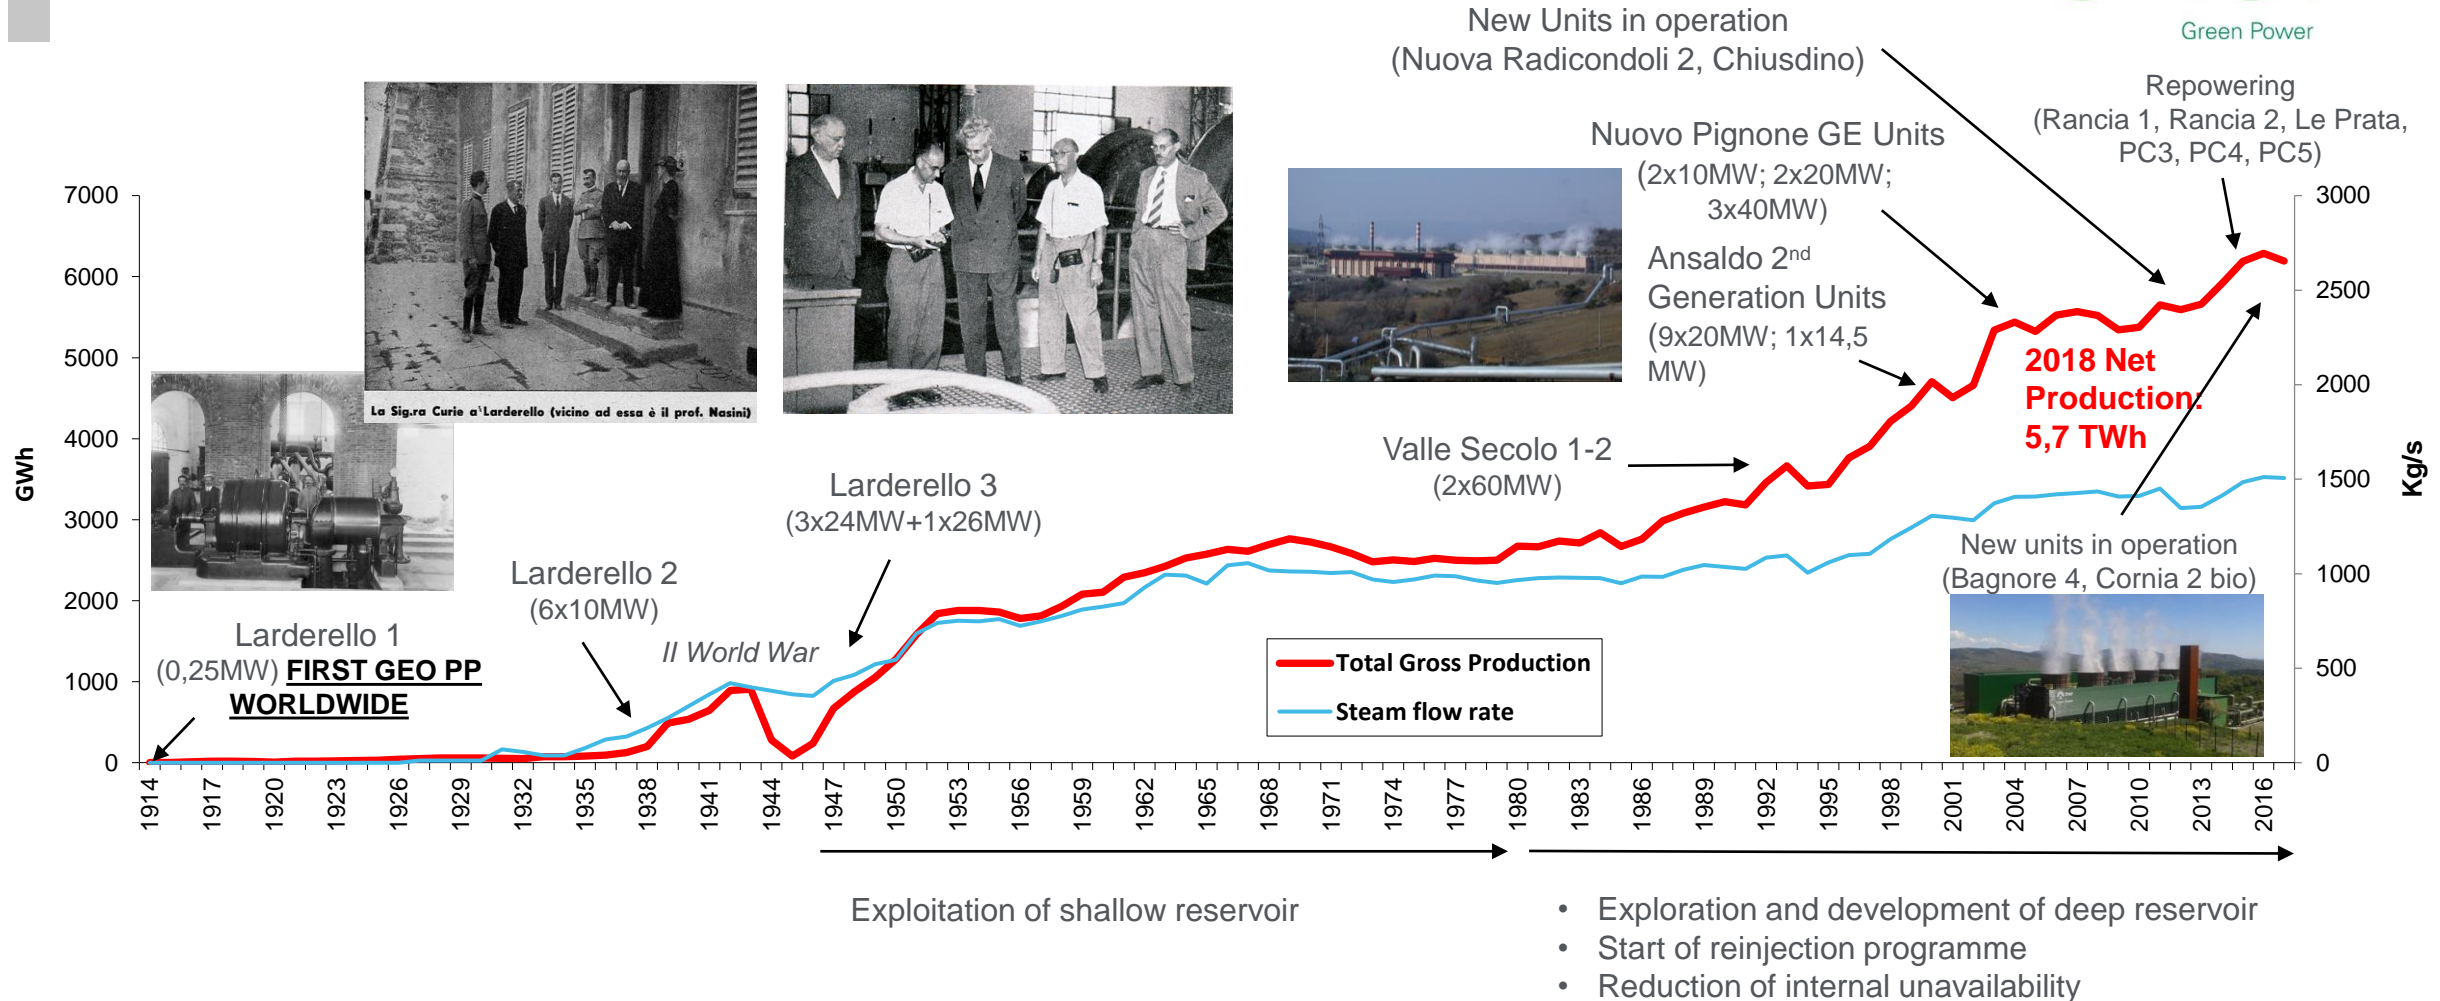 New Units in operation
(Nuova Radicondoli 2, Chiusdino)
Green Power
Repowering
(Rancia 1, Rancia 2, Le Prata,
PC3, PC4, PC5)
Nuovo Pignone GE Units
(2x10MW; 2x20MW;
3x40MW)
Ansaldo 2nd
Generation Units
(9x20MW; 1x14,5
MW)
La Sig.ra Curie a Larderello (vicino ad essa è il prof. Nasini)
2018 Net
Production:
5,7 TWh
Valle Secolo 1-2
(2x60MW)
Larderello 3
(3x24MW+1x26MW)
Larderello 2
(6x10MW)
II World War
Larderello 1
(0,25MW) FIRST GEO PP
WORLDWIDE
New units in operation
(Bagnore 4, Cornia 2 bio)
Total Gross Production
Steam flow rate
GWh
7000
6000
5000
4000
3000
2000
1000
0
Kg/s
3000
2500
2000
1500
1000
500
0
1914
1917
1920
1923
1926
1929
1932
1935
1938
1941
1944
1947
1950
1953
1956
1959
1962
1965
1968
1971
1974
1977
1980
1983
1986
1989
1992
1995
1998
2001
2004
2007
2010
2013
2016
Exploitation of shallow reservoir
• Exploration and development of deep reservoir
• Start of reinjection programme
• Reduction of internal unavailability